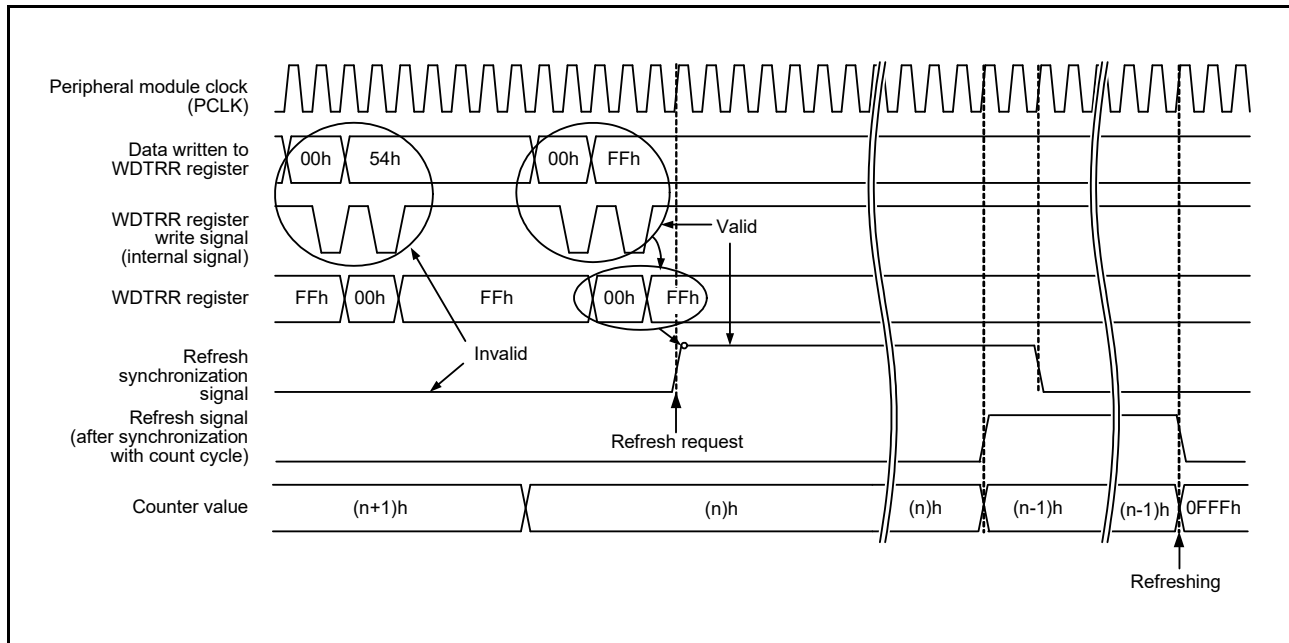 Peripheral module clock
(PCLK)
Data written to
WDTRR register
00h 54h 00h FFh
WDTRR register
write signal
(internal signal)
Valid
WDTRR register
FFh 00h FFh 00h FFh
Invalid
Refresh
synchronization
signal
Refresh request
Refresh signal
(after synchronization
with count cycle)
Counter value
(n+1)h (n)h (n)h (n-1)h (n-1)h 0FFFh
Refreshing